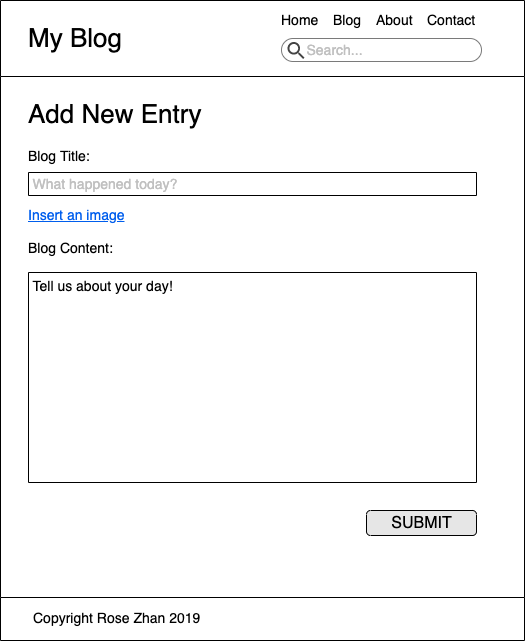 Home Blog About Contact
My Blog
Search...
Add New Entry
Blog Title:
What happened today?
Insert an image
Blog Content:
Tell us about your day!
SUBMIT
Copyright Rose Zhan 2019